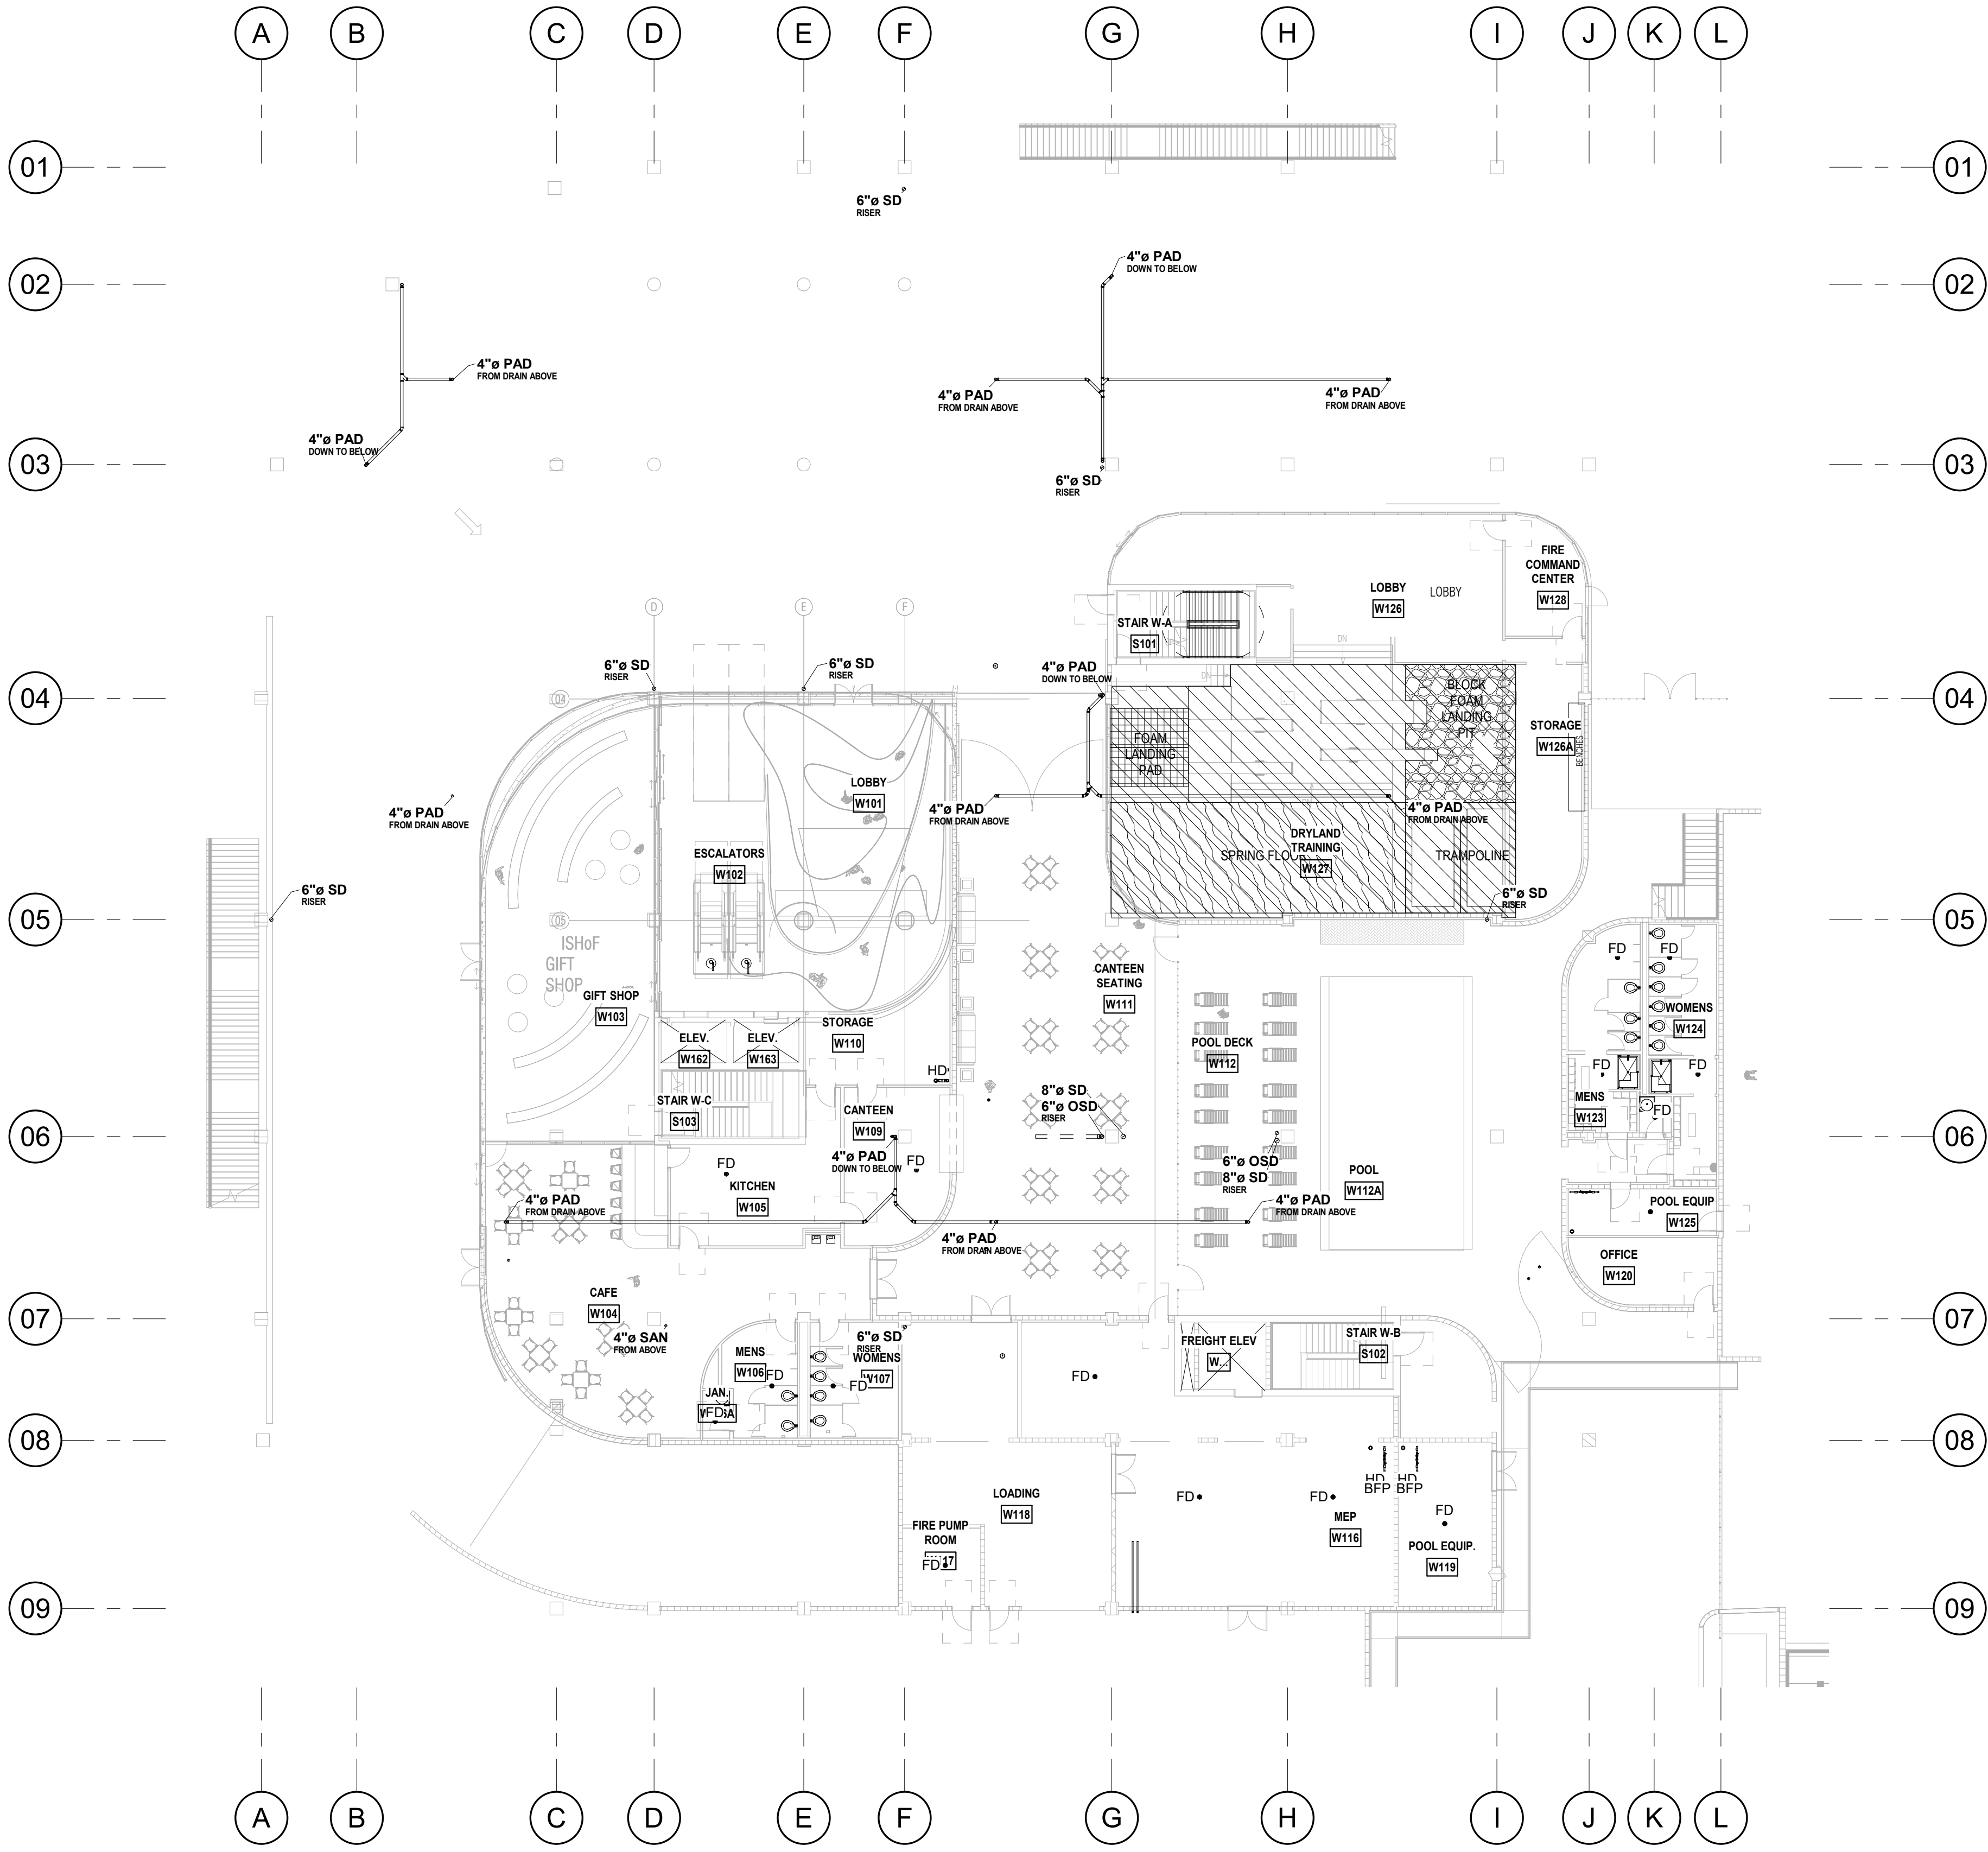 A B C D E F G H I J K L
01 01
6"ø SD
RISER
4"ø PAD
DOWN TO BELOW
02 02
4"ø PAD
FROM DRAIN ABOVE
4"ø PAD
FROM DRAIN ABOVE
4"ø PAD
FROM DRAIN ABOVE
4"ø PAD
DOWN TO BELOW
03 03
6"ø SD
RISER
FIRE
COMMAND
CENTER
W128
LOBBY
W126
LOBBY
D E F
STAIR W-A
S101
DN
6"ø SD
RISER
6"ø SD
RISER
4"ø PAD
DOWN TO BELOW
DN
04 04
04
BLOCK
FOAM
LANDING
PIT
STORAGE
W126A
BENCHES
FOAM
LANDING
PAD
LOBBY
W101
4"ø PAD
FROM DRAIN ABOVE
4"ø PAD
FROM DRAIN ABOVE
4"ø PAD
FROM DRAIN ABOVE
DRYLAND
TRAINING
W127
SPRING FLOOR
TRAMPOLINE
ESCALATORS
W102
6"ø SD
RISER
6"ø SD
RISER
05 05
05
ISHoF
GIFT
SHOP
GIFT SHOP
W103
CANTEEN
SEATING
W111
FD
FD
WOMENS
W124
STORAGE
W110
ELEV.
W162
ELEV.
W163
POOL DECK
W112
HD
FD
FD
STAIR W-C
S103
8"ø SD
6"ø OSD
RISER
MENS
W123
FD
CANTEEN
W109
06 06
4"ø PAD
DOWN TO BELOW
FD
FD
KITCHEN
W105
6"ø OSD
8"ø SD
RISER
POOL
W112A
4"ø PAD
FROM DRAIN ABOVE
4"ø PAD
FROM DRAIN ABOVE
POOL EQUIP
W125
4"ø PAD
FROM DRAIN ABOVE
OFFICE
W120
CAFE
W104
07 07
4"ø SAN
FROM ABOVE
6"ø SD
RISER
MENS
W106
FD
WOMENS
W107
FD
FREIGHT ELEV
W...
STAIR W-B
S102
FD
JAN.
FD
08 08
HD
BFP
HD
BFP
LOADING
W118
FD
FD
MEP
W116
FD
POOL EQUIP.
W119
FIRE PUMP
ROOM
FD
09 09
A B C D E F G H I J K L